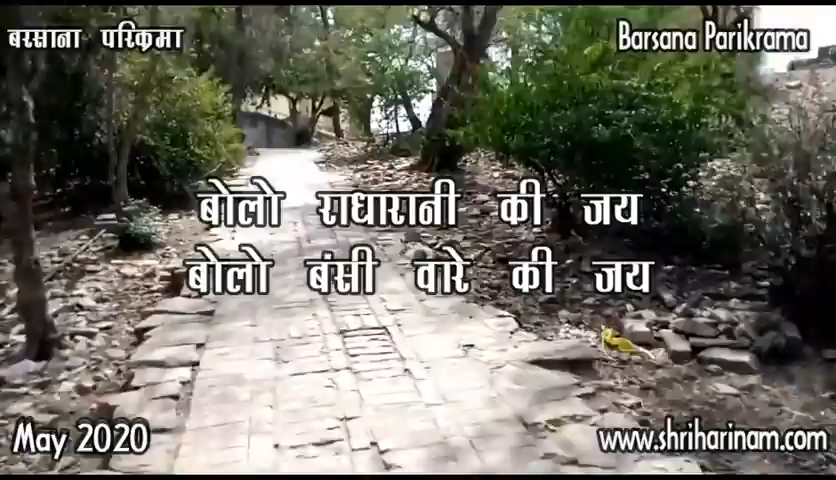 बरसाना परिक्रमा
Barsana Parikrama
बोलो राधारानी की जय
बोलो बंसी वारे की जय
May 2020
www.shriharinam.com